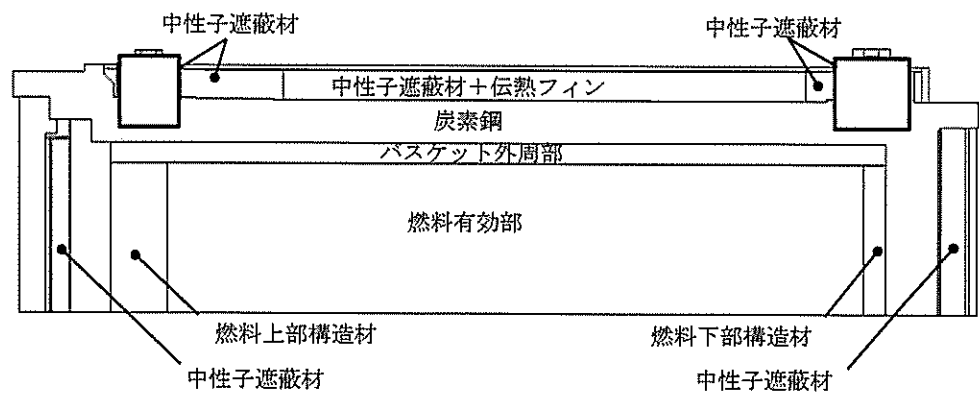 中性子遮蔽材
中性子遮蔽材
中性子遮蔽材+伝熱フィン
炭素鋼
バスケット外周部
燃料有効部
燃料上部構造材
燃料下部構造材
中性子遮蔽材
中性子遮蔽材